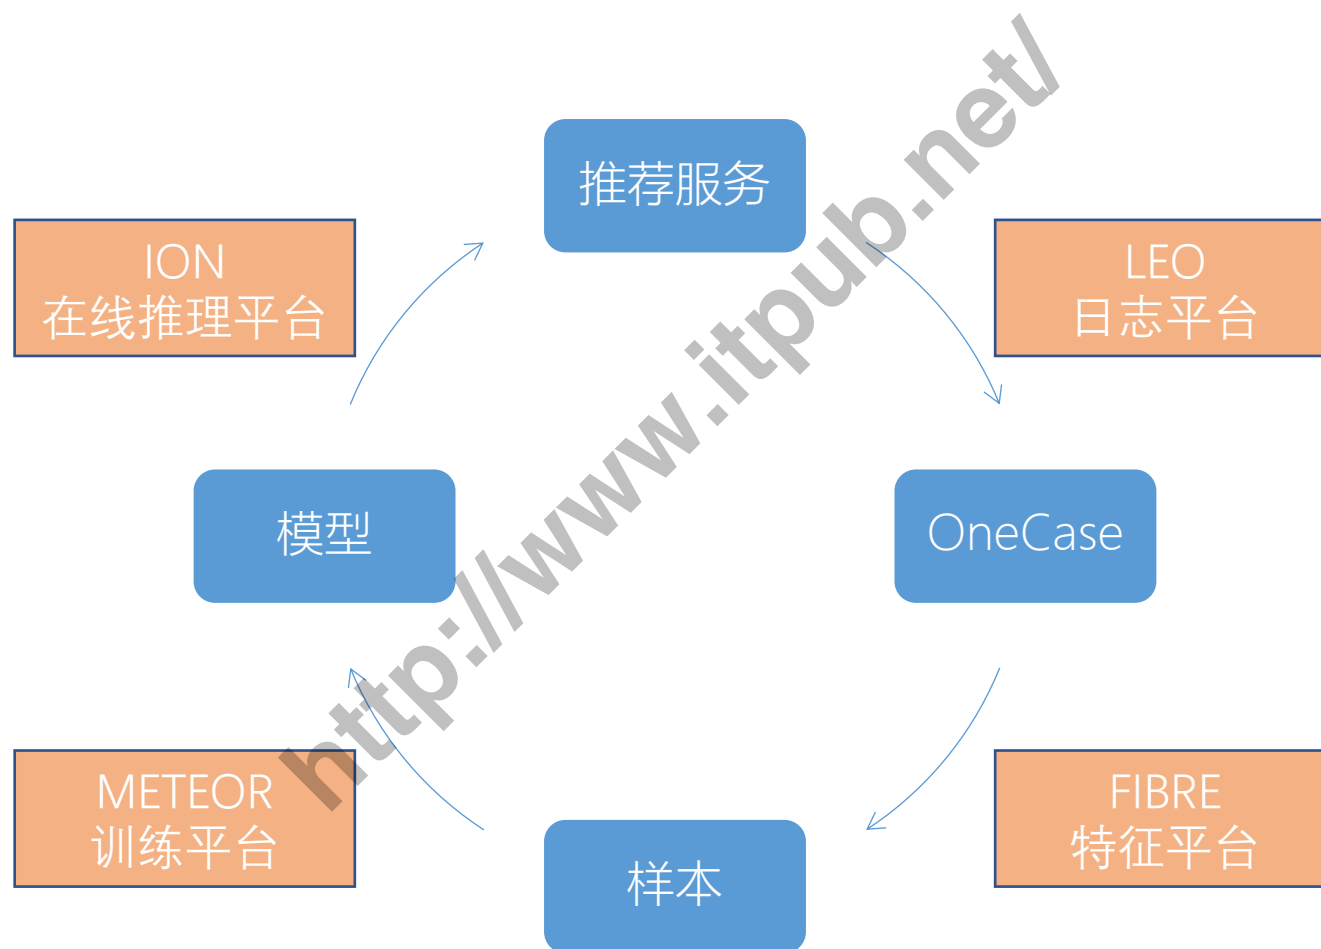 推荐服务
ION
在线推理平台
LEO
日志平台
模型
OneCase
METEOR
训练平台
FIBRE
特征平台
样本
http://www.itpub.net/